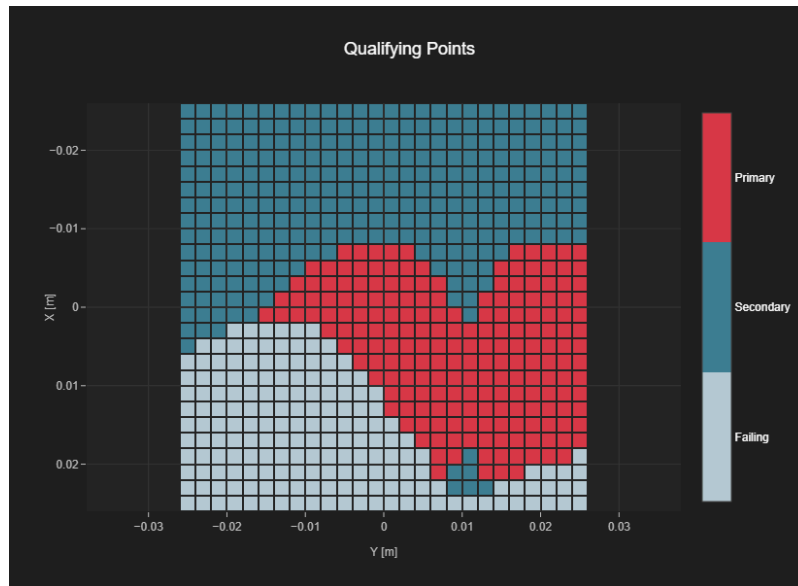 Qualifying Points
−0.02
−0.01
0
0.01
0.02
X [m]
−0.03
−0.02
−0.01
0
0.01
0.02
0.03
Y [m]
Primary
Secondary
Failing